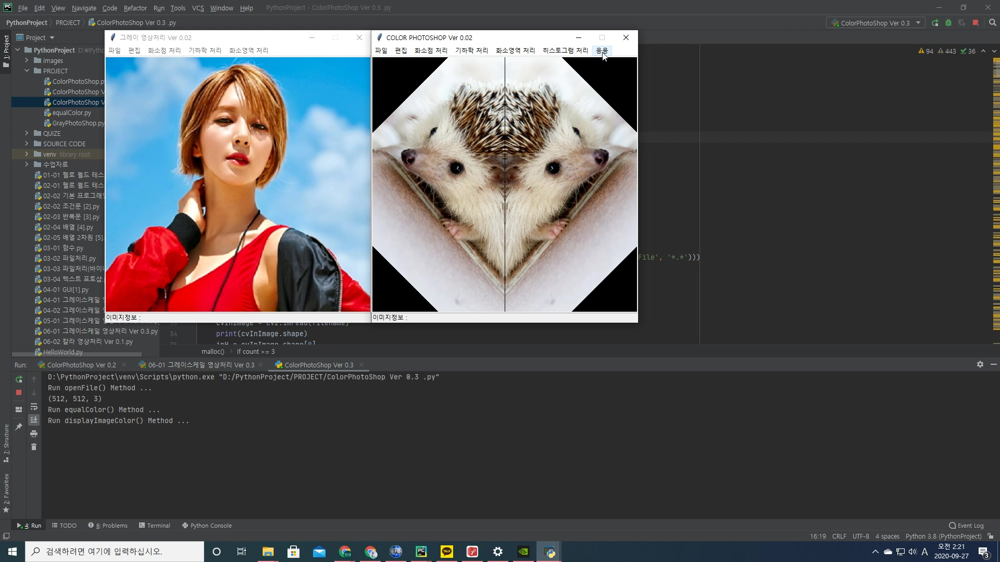 PC File Edit View Navigate Code Refactor Run Tools VCS Window Help PythonProject - ColorPhotoShop Ver 0.3 .py
PythonProject PROJECT ColorPhotoShop Ver 0.3 .py ColorPhotoShop Ver 0.3
1: Project
Project
PythonProject D:₩Pytho
images
PROJECT
ColorPhotoShop.p
ColorPhotoShop V
ColorPhotoShop V
equalColor.py
GrayPhotoShop.py
QUIZE
SOURCE CODE
venv library root
수업자료
01-01 헬로 월드 테스
02-01 헬로 월드 테스
02-02 기본 프로그래밍
02-02 조건문 [2].py
02-03 반복문 [3].py
02-04 배열 [4].py
02-05 배열 2차원 [5].
03-01 함수.py
03-02 파일처리.py
03-03 파일처리(바이너
03-04 텍스트 포토샵.
04-01 GUI[1].py
04-01 그레이스케일
04-02 그레이스케일
05-01 그레이스케일
06-01 그레이스케일 영상처리 Ver 0.3.py
06-02 칼라 영상처리 Ver 0.1.py
HelloWorld.py
그레이 영상처리 Ver 0.02
파일 편집 화소점 처리 기하학 처리 화소영역 처리
이미지정보 :
COLOR PHOTOSHOP Ver 0.02
파일 편집 화소점 처리 기하학 처리 화소영역 처리 히스토그램 처리 응용
이미지정보 :
94 443 36
File', '*.*')))
33 cvInImage = cv2.imread(filename)
34 print(cvInImage.shape)
35 inH = cvInImage.shape[0]
malloc() if count >= 3
Run: ColorPhotoShop Ver 0.2 06-01 그레이스케일 영상처리 Ver 0.3 ColorPhotoShop Ver 0.3
D:\PythonProject\venv\Scripts\python.exe "D:/PythonProject/PROJECT/ColorPhotoShop Ver 0.3 .py"
Run openFile() Method ...
(512, 512, 3)
Run equalColor() Method ...
Run displayImageColor() Method ...
7: Structure
2: Favorites
4: Run TODO 6: Problems Terminal Python Console Event Log
16:19 CRLF UTF-8 4 spaces Python 3.8 (PythonProject)
검색하려면 여기에 입력하십시오.
PC
TALK
A
오전 2:21
2020-09-27
3